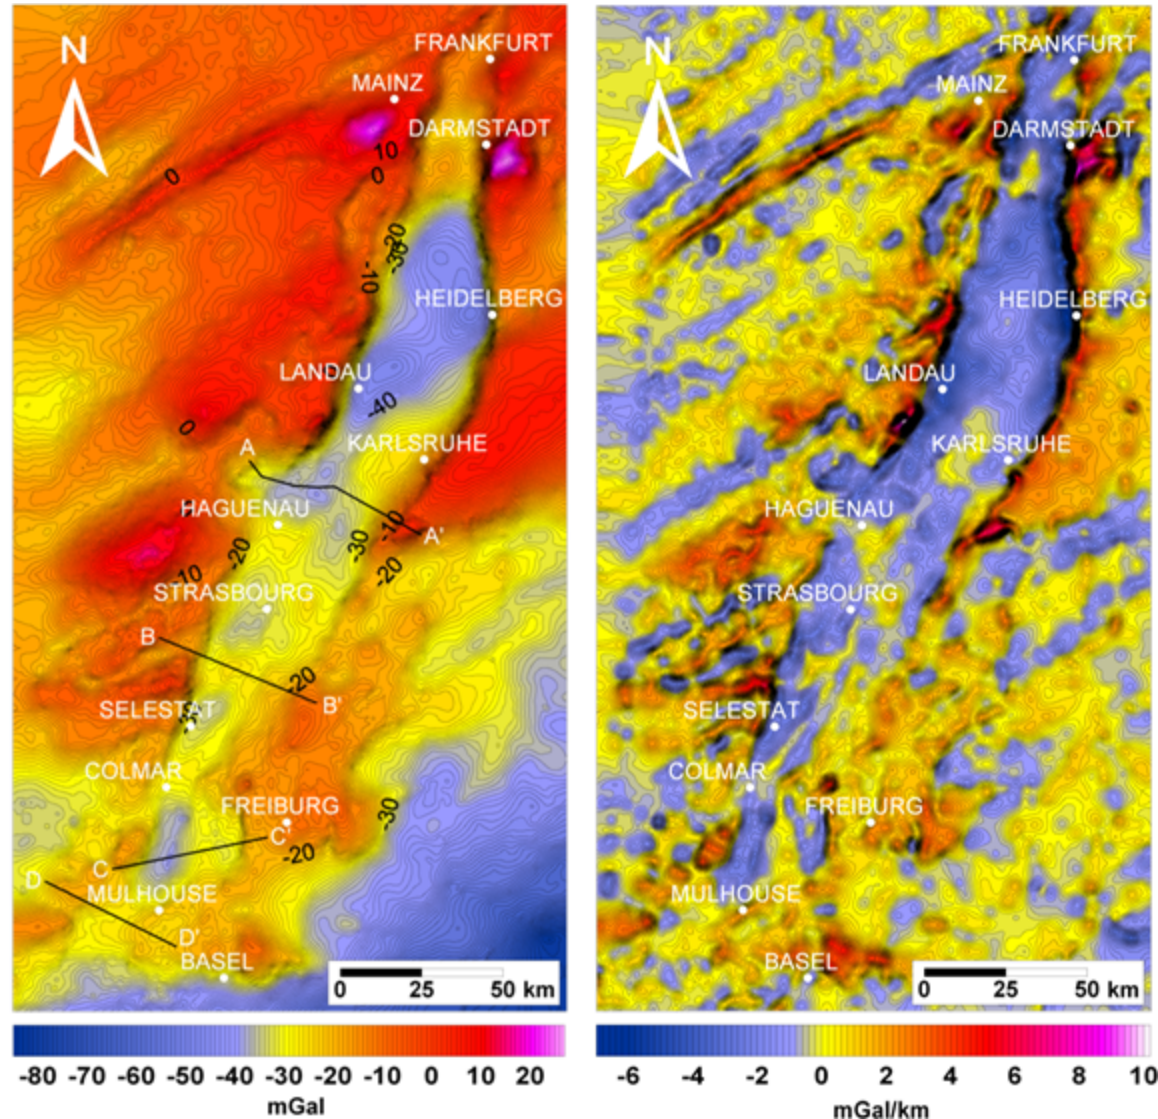 N
FRANKFURT
MAINZ
DARMSTADT
10
0
0
-20
-30
-10
HEIDELBERG
LANDAU
-40
0
KARLSRUHE
A
HAGUENAU
-10
A'
-20
-30
-20
-10
STRASBOURG
B
-20
B'
SELESTAT
COLMAR
FREIBURG
-30
C'
-20
C
D
MULHOUSE
D'
BASEL
0 25 50 km
-80 -70 -60 -50 -40 -30 -20 -10 0 10 20
mGal
N
FRANKFURT
MAINZ
DARMSTADT
HEIDELBERG
LANDAU
KARLSRUHE
HAGUENAU
STRASBOURG
SELESTAT
COLMAR
FREIBURG
MULHOUSE
BASEL
0 25 50 km
-6 -4 -2 0 2 4 6 8 10
mGal/km